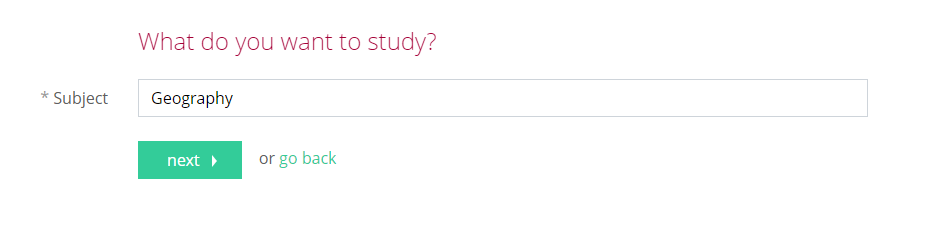 What do you want to study?
* Subject Geography
next or go back